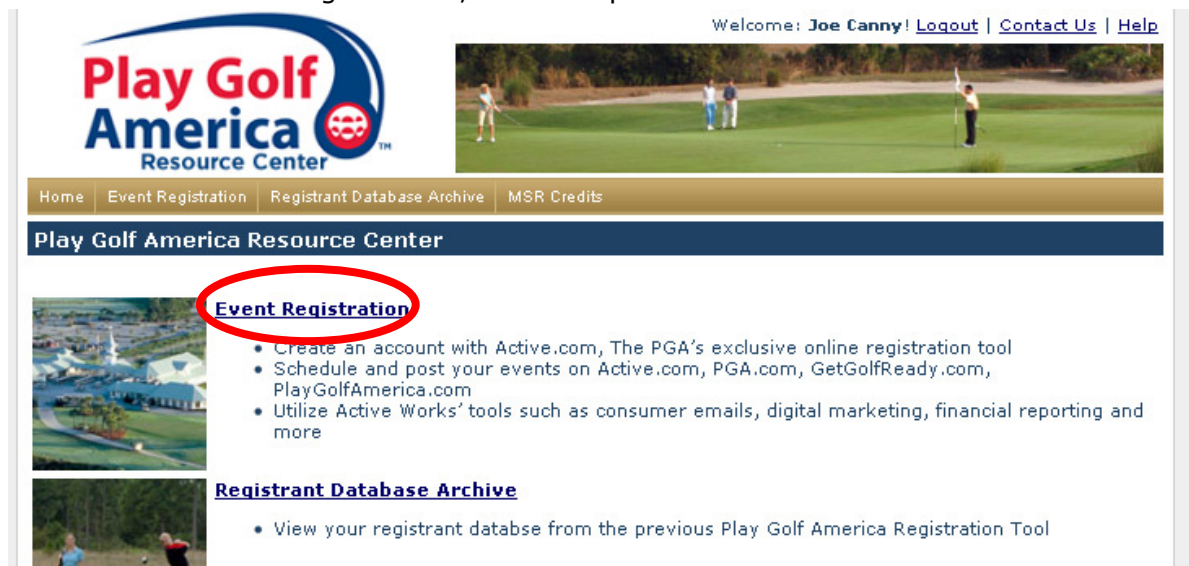 Welcome: Joe Canny! Logout | Contact Us | Help
Play Golf
America
TM
Resource Center
Home Event Registration Registrant Database Archive MSR Credits
Play Golf America Resource Center
Event Registration
• Create an account with Active.com, The PGA's exclusive online registration tool
• Schedule and post your events on Active.com, PGA.com, GetGolfReady.com,
PlayGolfAmerica.com
• Utilize Active Works' tools such as consumer emails, digital marketing, financial reporting and
more
Registrant Database Archive
• View your registrant databse from the previous Play Golf America Registration Tool